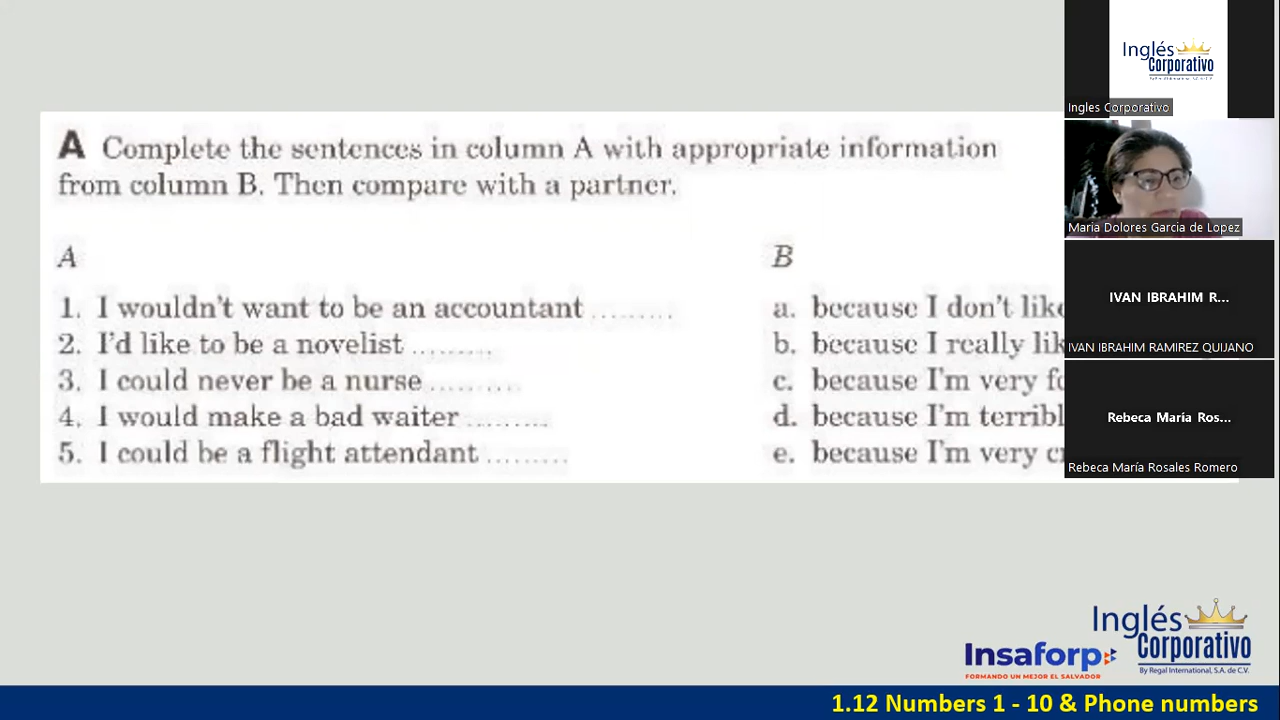 A Complete the sentences in column A with appropriate information
from column B. Then compare with a partner.
A
1. I wouldn't want to be an accountant .........
2. I'd like to be a novelist .........
3. I could never be a nurse .........
4. I would make a bad waiter .........
5. I could be a flight attendant .........
B
a. because I don't like
b. because I really
c. because I'm very
d. because I'm
e. because I'm very
Inglés
Corporativo
Ingles Corporativo
Maria Dolores Garcia de Lopez
IVAN IBRAHIM R...
IVAN IBRAHIM RAMIREZ QUIJANO
Rebeca María Ros...
Rebeca María Rosales Romero
Inglés
Corporativo
By Regal International, S.A. de C.V.
Insaforp
FORMANDO UN MEJOR EL SALVADOR
1.12 Numbers 1 - 10 & Phone numbers